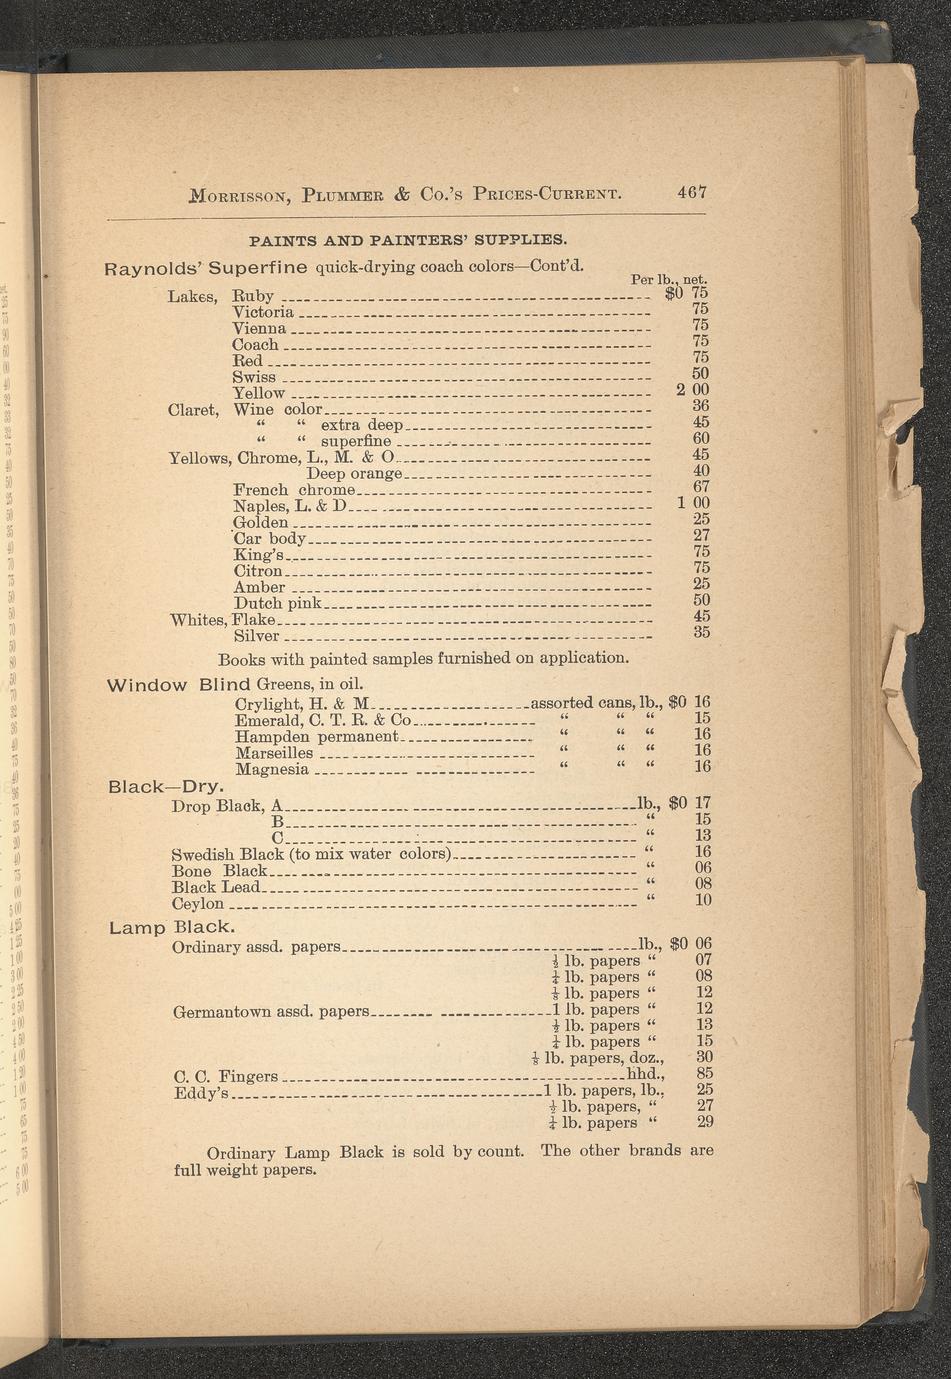 Morrisson, Plummer & Co.'s Prices-Current. 467
PAINTS AND PAINTERS' SUPPLIES.
Raynolds' Superfine quick-drying coach colors—Cont'd.
Per lb., net.
Lakes, Ruby $0 75
Victoria 75
Vienna 75
Coach 75
Red 75
Swiss 50
Yellow 2 00
Claret, Wine color 36
“ “ extra deep 45
“ “ superfine 60
Yellows, Chrome, L., M. & O 45
Deep orange 40
French chrome 67
Naples, L. & D 1 00
Golden 25
Car body 27
King's 75
Citron 75
Amber 25
Dutch pink 50
Whites, Flake 45
Silver 35
Books with painted samples furnished on application.
Window Blind Greens, in oil.
Crylight, H. & M assorted cans, lb., $0 16
Emerald, C. T. R. & Co “ “ “ 15
Hampden permanent “ “ “ 16
Marseilles “ “ “ 16
Magnesia “ “ “ 16
Black—Dry.
Drop Black, A lb., $0 17
B “ 15
C “ 13
Swedish Black (to mix water colors) “ 16
Bone Black “ 06
Black Lead “ 08
Ceylon “ 10
Lamp Black.
Ordinary assd. papers lb., $0 06
½ lb. papers “ 07
¼ lb. papers “ 08
⅛ lb. papers “ 12
Germantown assd. papers 1 lb. papers “ 12
½ lb. papers “ 13
¼ lb. papers “ 15
⅛ lb. papers, doz., 30
C. C. Fingers hhd., 85
Eddy's 1 lb. papers, lb., 25
½ lb. papers, “ 27
¼ lb. papers “ 29
Ordinary Lamp Black is sold by count. The other brands are
full weight papers.